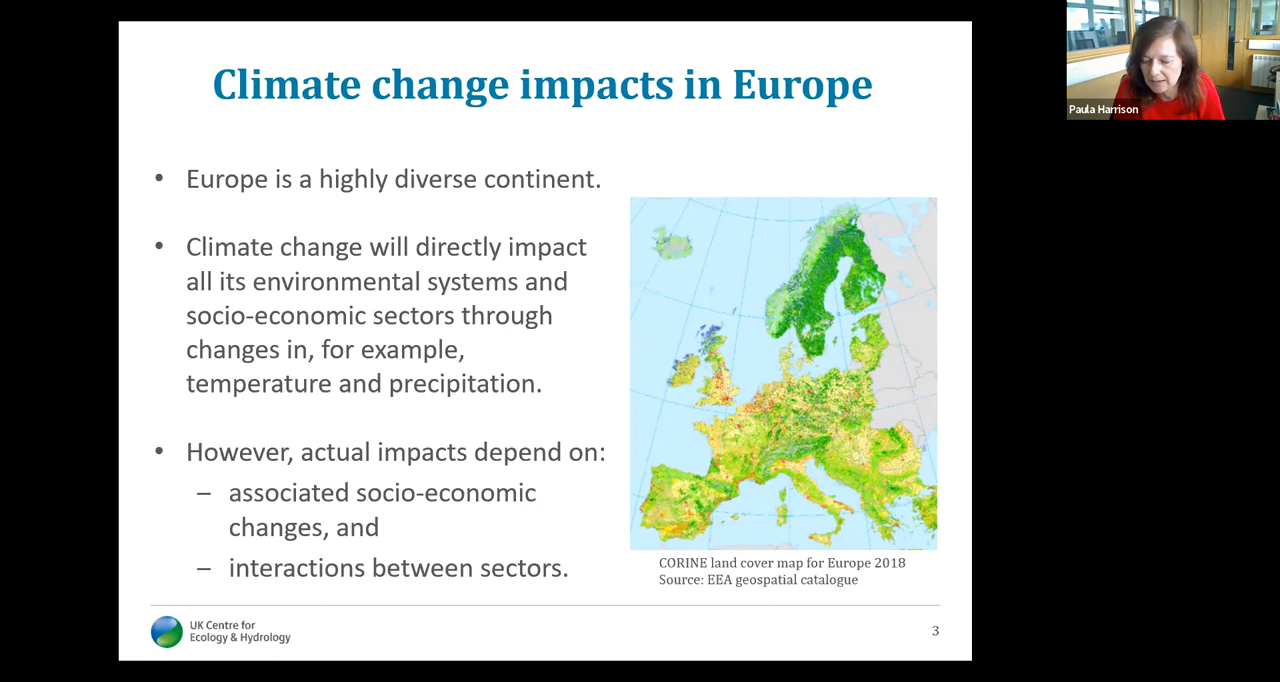 Climate change impacts in Europe
• Europe is a highly diverse continent.
• Climate change will directly impact
all its environmental systems and
socio-economic sectors through
changes in, for example,
temperature and precipitation.
• However, actual impacts depend on:
– associated socio-economic
changes, and
– interactions between sectors.
CORINE land cover map for Europe 2018
Source: EEA geospatial catalogue
UK Centre for
Ecology & Hydrology
3
Paula Harrison